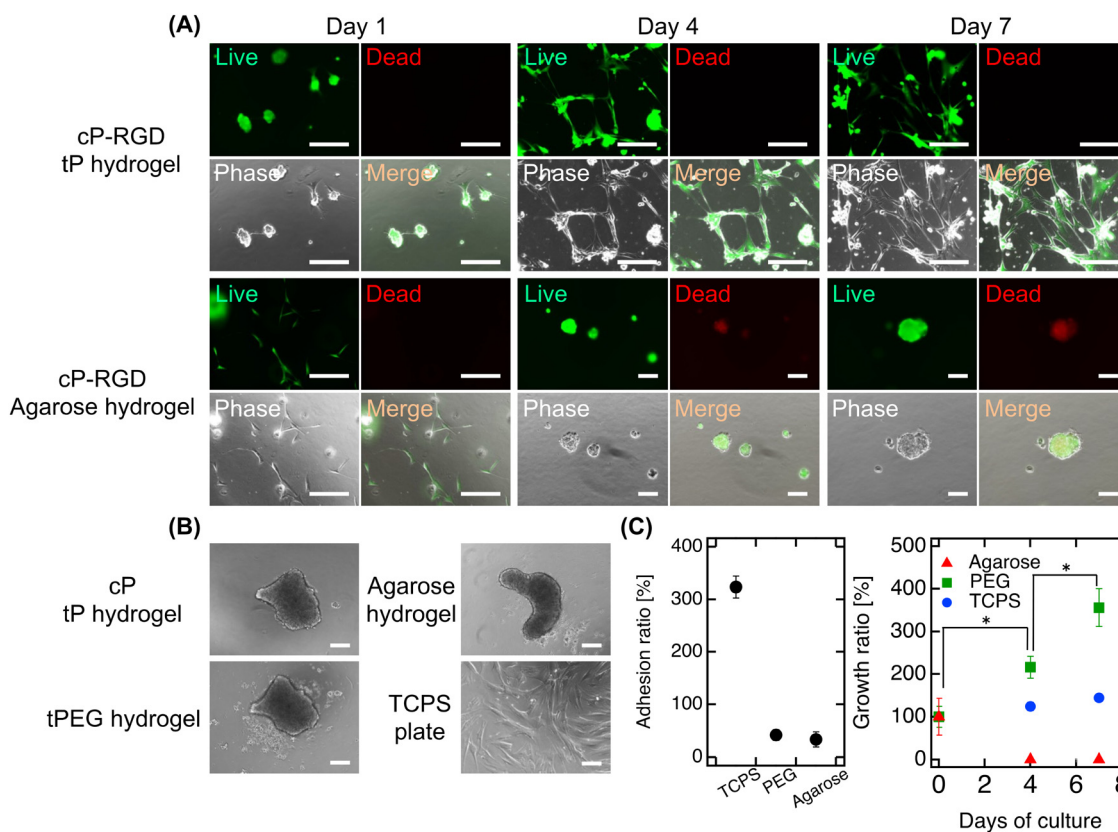 (A)
Day 1
Day 4
Day 7
cP-RGD
tP hydrogel
Live
Dead
Live
Dead
Live
Dead
Phase
Merge
Phase
Merge
Phase
Merge
cP-RGD
Agarose hydrogel
Live
Dead
Live
Dead
Live
Dead
Phase
Merge
Phase
Merge
Phase
Merge
(B)
cP
tP hydrogel
Agarose
hydrogel
tPEG hydrogel
TCPS
plate
(C)
Adhesion ratio [%]
400
300
200
100
0
TCPS
PEG
Agarose
Growth ratio [%]
500
400
300
200
100
0
Agarose
PEG
TCPS
*
*
0
2
4
6
8
Days of culture